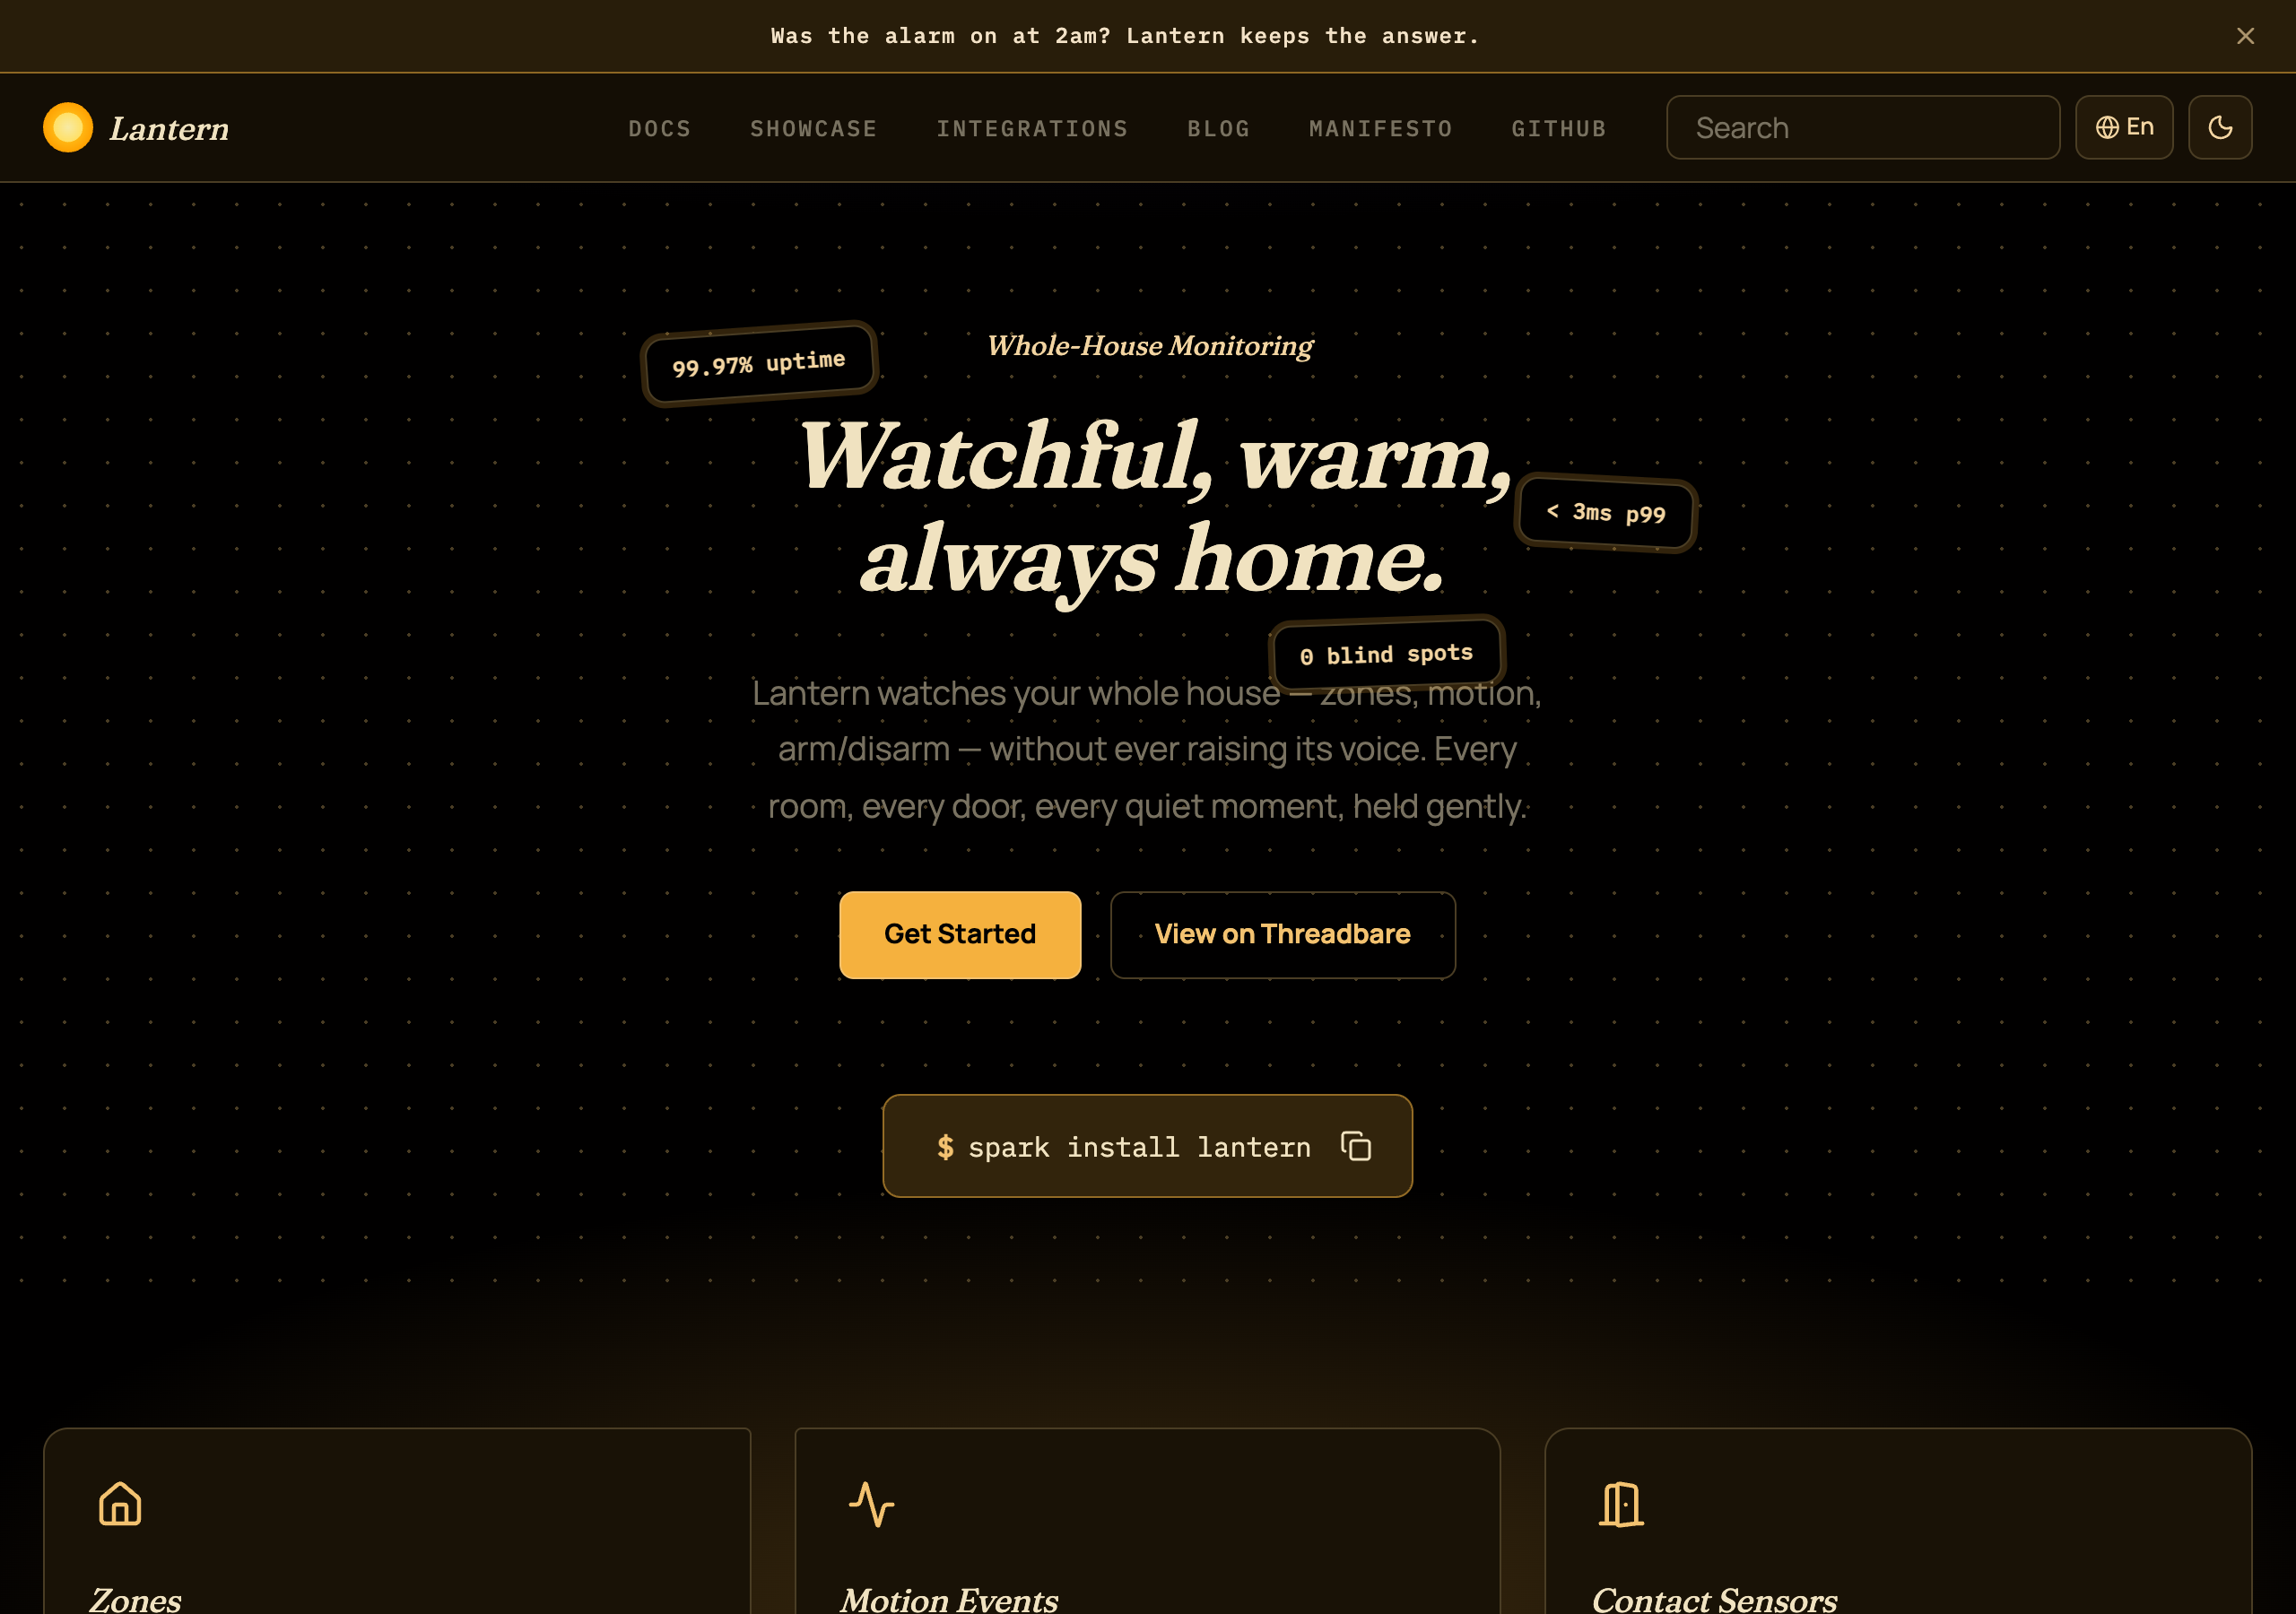 Was the alarm on at 2am? Lantern keeps the answer.
Lantern
DOCS
SHOWCASE
INTEGRATIONS
BLOG
MANIFESTO
GITHUB
Search
En
99.97% uptime
Whole-House Monitoring
Watchful, warm,
always home.
< 3ms p99
0 blind spots
Lantern watches your whole house — zones, motion,
arm/disarm — without ever raising its voice. Every
room, every door, every quiet moment, held gently.
Get Started
View on Threadbare
$ spark install lantern
Zones
Motion Events
Contact Sensors